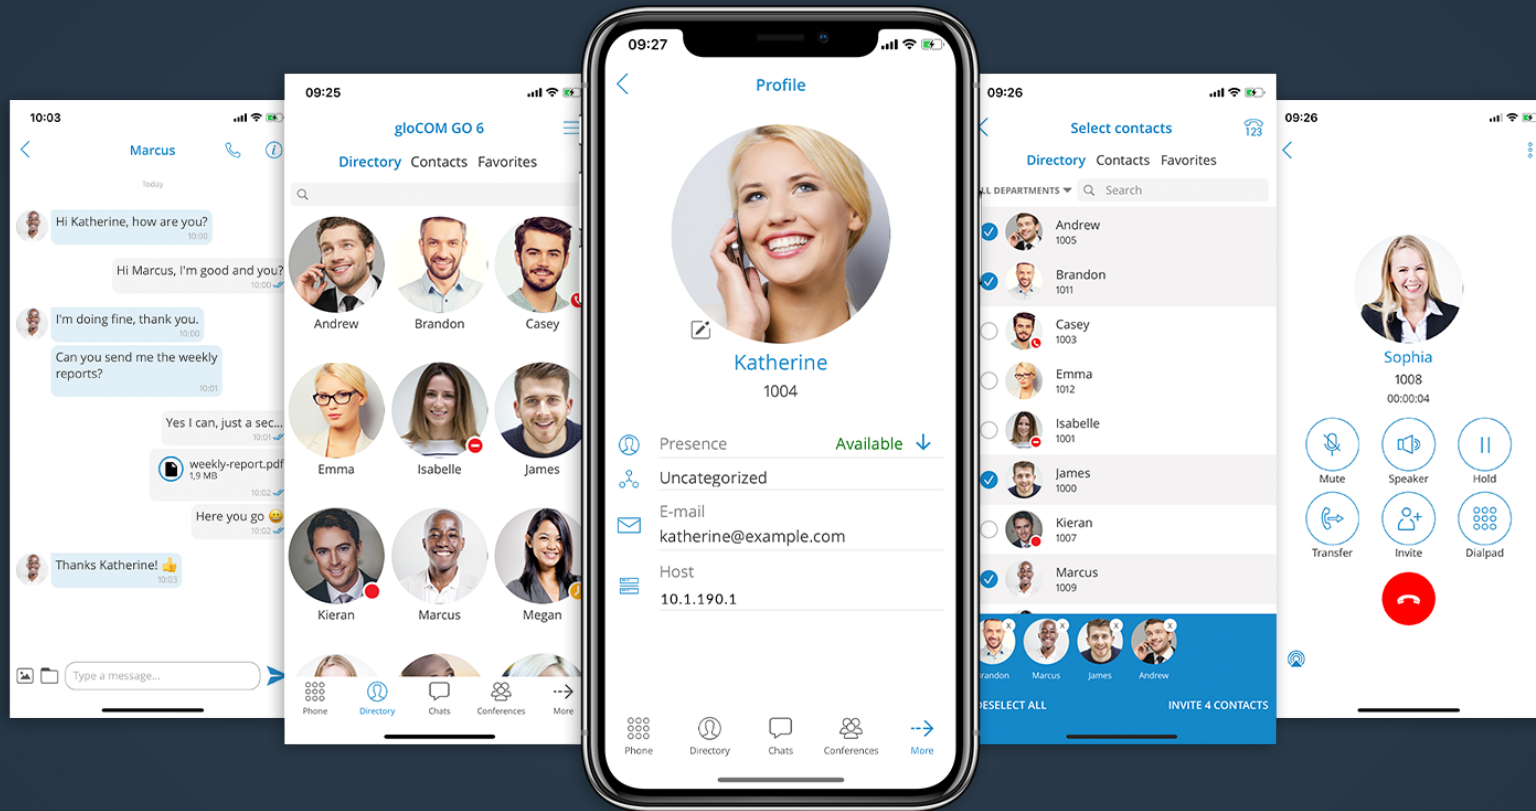 10:03
Marcus
Today
Hi Katherine, how are you?
10:00
Hi Marcus, I'm good and you?
10:00
I'm doing fine, thank you.
10:00
Can you send me the weekly
reports?
10:01
Yes I can, just a sec...
10:01
weekly-report.pdf
1,9 MB
10:02
Here you go 😄
10:02
Thanks Katherine! 👍
10:03
Type a message...
09:25
gloCOM GO 6
Directory Contacts Favorites
Andrew Brandon Casey
Emma Isabelle James
Kieran Marcus Megan
Phone Directory Chats Conferences More
09:27
Profile
Katherine
1004
Presence Available
Uncategorized
E-mail
katherine@example.com
Host
10.1.190.1
Phone Directory Chats Conferences More
09:26
Select contacts
123
Directory Contacts Favorites
LL DEPARTMENTS Search
Andrew
1005
Brandon
1011
Casey
1003
Emma
1012
Isabelle
1001
James
1000
Kieran
1007
Marcus
1009
x x x x
randon Marcus James Andrew
DESELECT ALL INVITE 4 CONTACTS
09:26
Sophia
1008
00:00:04
Mute Speaker Hold
Transfer Invite Dialpad